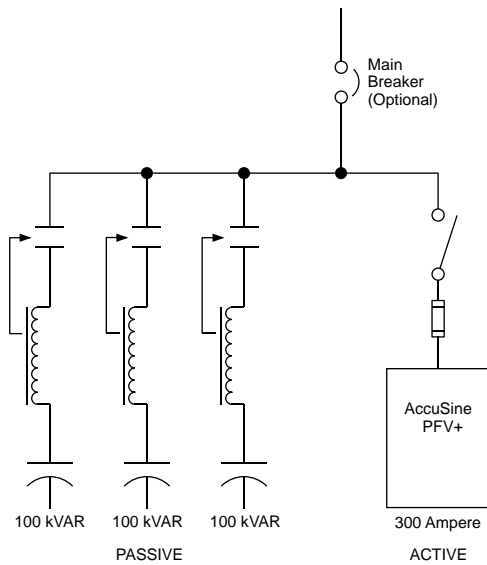 Main
Breaker
(Optional)
AccuSine
PFV+
100 kVAR
100 kVAR
100 kVAR
300 Ampere
PASSIVE
ACTIVE